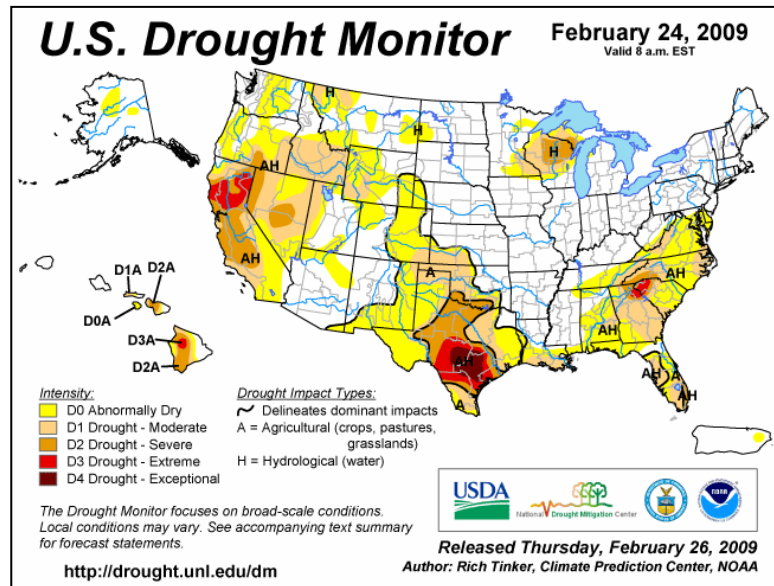 U.S. Drought Monitor
February 24, 2009
Valid 8 a.m. EST
H
H
H
AH
AH
A
AH
A
AH
AH
AH
A
AH
D1A
D2A
D0A
D3A
D2A
Intensity:
D0 Abnormally Dry
D1 Drought - Moderate
D2 Drought - Severe
D3 Drought - Extreme
D4 Drought - Exceptional
Drought Impact Types:
Delineates dominant impacts
A = Agricultural (crops, pastures,
grasslands)
H = Hydrological (water)
The Drought Monitor focuses on broad-scale conditions.
Local conditions may vary. See accompanying text summary
for forecast statements.
http://drought.unl.edu/dm
USDA
National Drought Mitigation Center
NOAA
Released Thursday, February 26, 2009
Author: Rich Tinker, Climate Prediction Center, NOAA